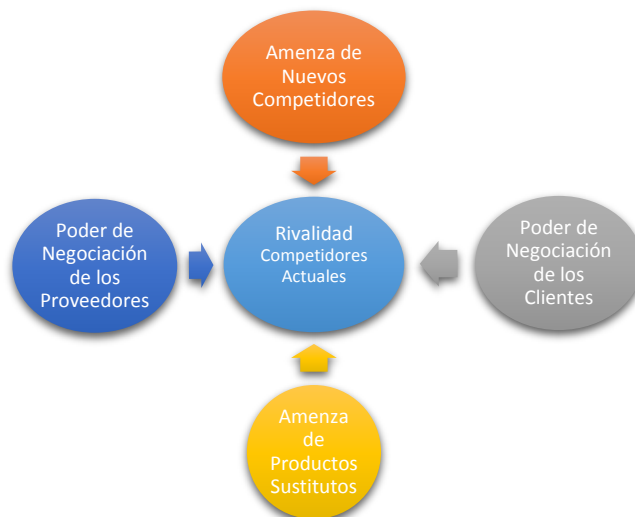 Amenza de
Nuevos
Competidores
Poder de
Negociación
de los
Proveedores
Rivalidad
Competidores
Actuales
Poder de
Negociación
de los
Clientes
Amenza
de
Productos
Sustitutos